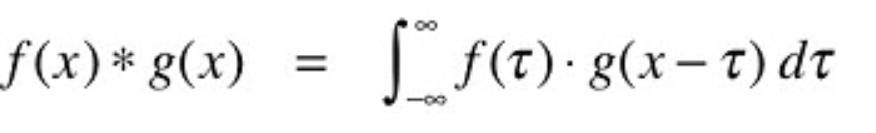 f(x) * g(x) = ∫_{-∞}^{∞} f(τ) · g(x − τ) dτ